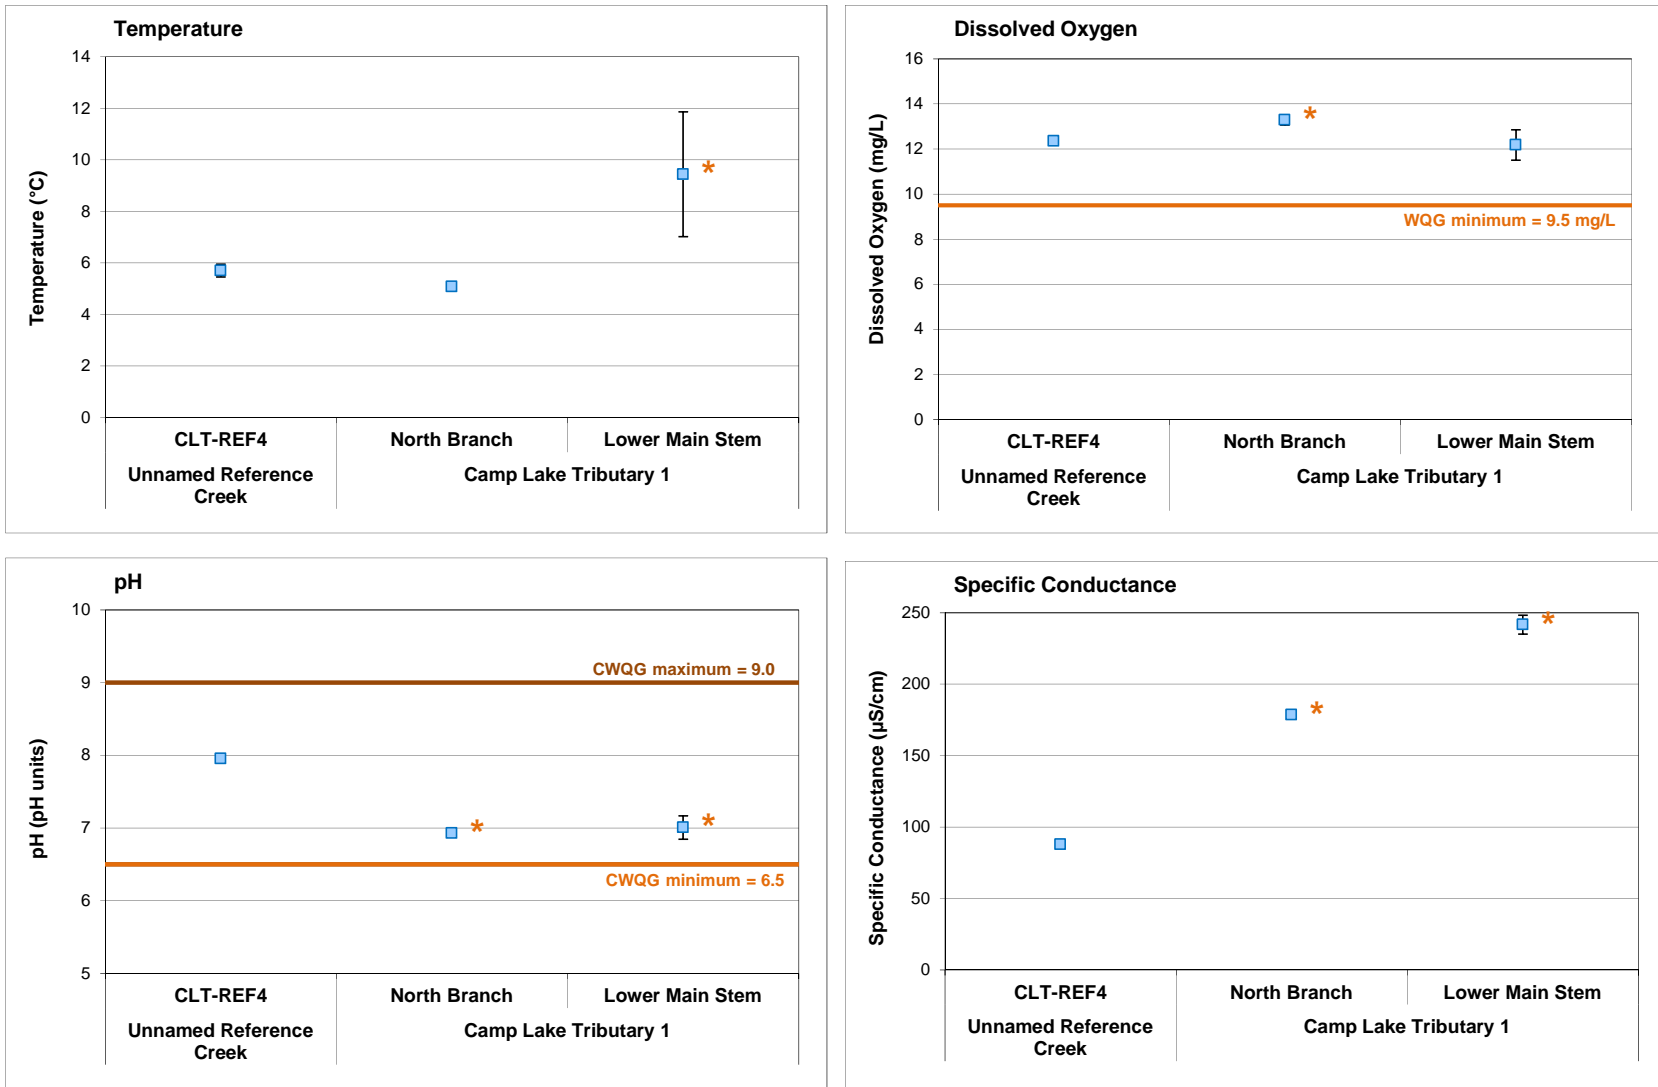 Temperature
14
12
10
8
6
4
2
0
Temperature (°C)
*
CLT-REF4 North Branch Lower Main Stem
Unnamed Reference Creek Camp Lake Tributary 1
Dissolved Oxygen
16
14
12
10
8
6
4
2
0
Dissolved Oxygen (mg/L)
*
WQG minimum = 9.5 mg/L
CLT-REF4 North Branch Lower Main Stem
Unnamed Reference Creek Camp Lake Tributary 1
pH
10
9
8
7
6
5
pH (pH units)
CWQG maximum = 9.0
* *
CWQG minimum = 6.5
CLT-REF4 North Branch Lower Main Stem
Unnamed Reference Creek Camp Lake Tributary 1
Specific Conductance
250
200
150
100
50
0
Specific Conductance (µS/cm)
* *
CLT-REF4 North Branch Lower Main Stem
Unnamed Reference Creek Camp Lake Tributary 1